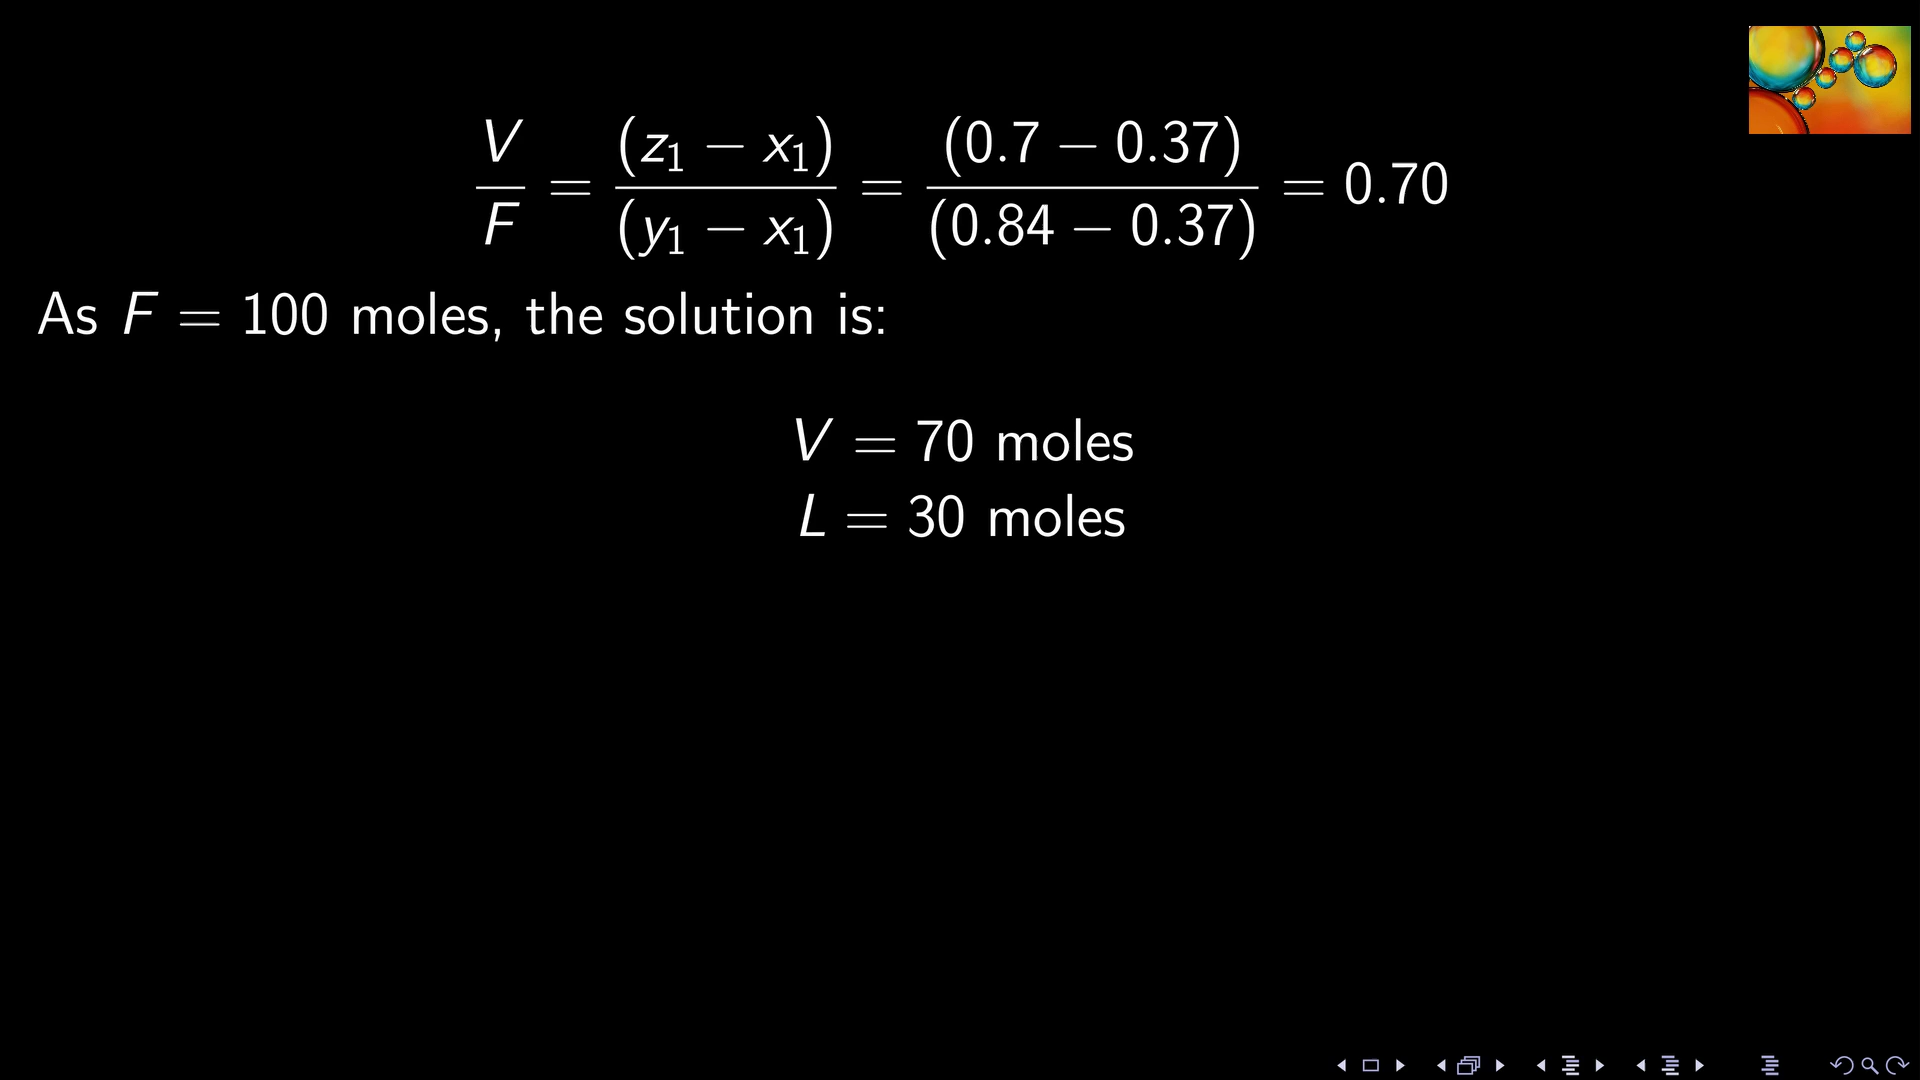 V/F = (z₁ − x₁)/(y₁ − x₁) = (0.7 − 0.37)/(0.84 − 0.37) = 0.70
As F = 100 moles, the solution is:
V = 70 moles
L = 30 moles